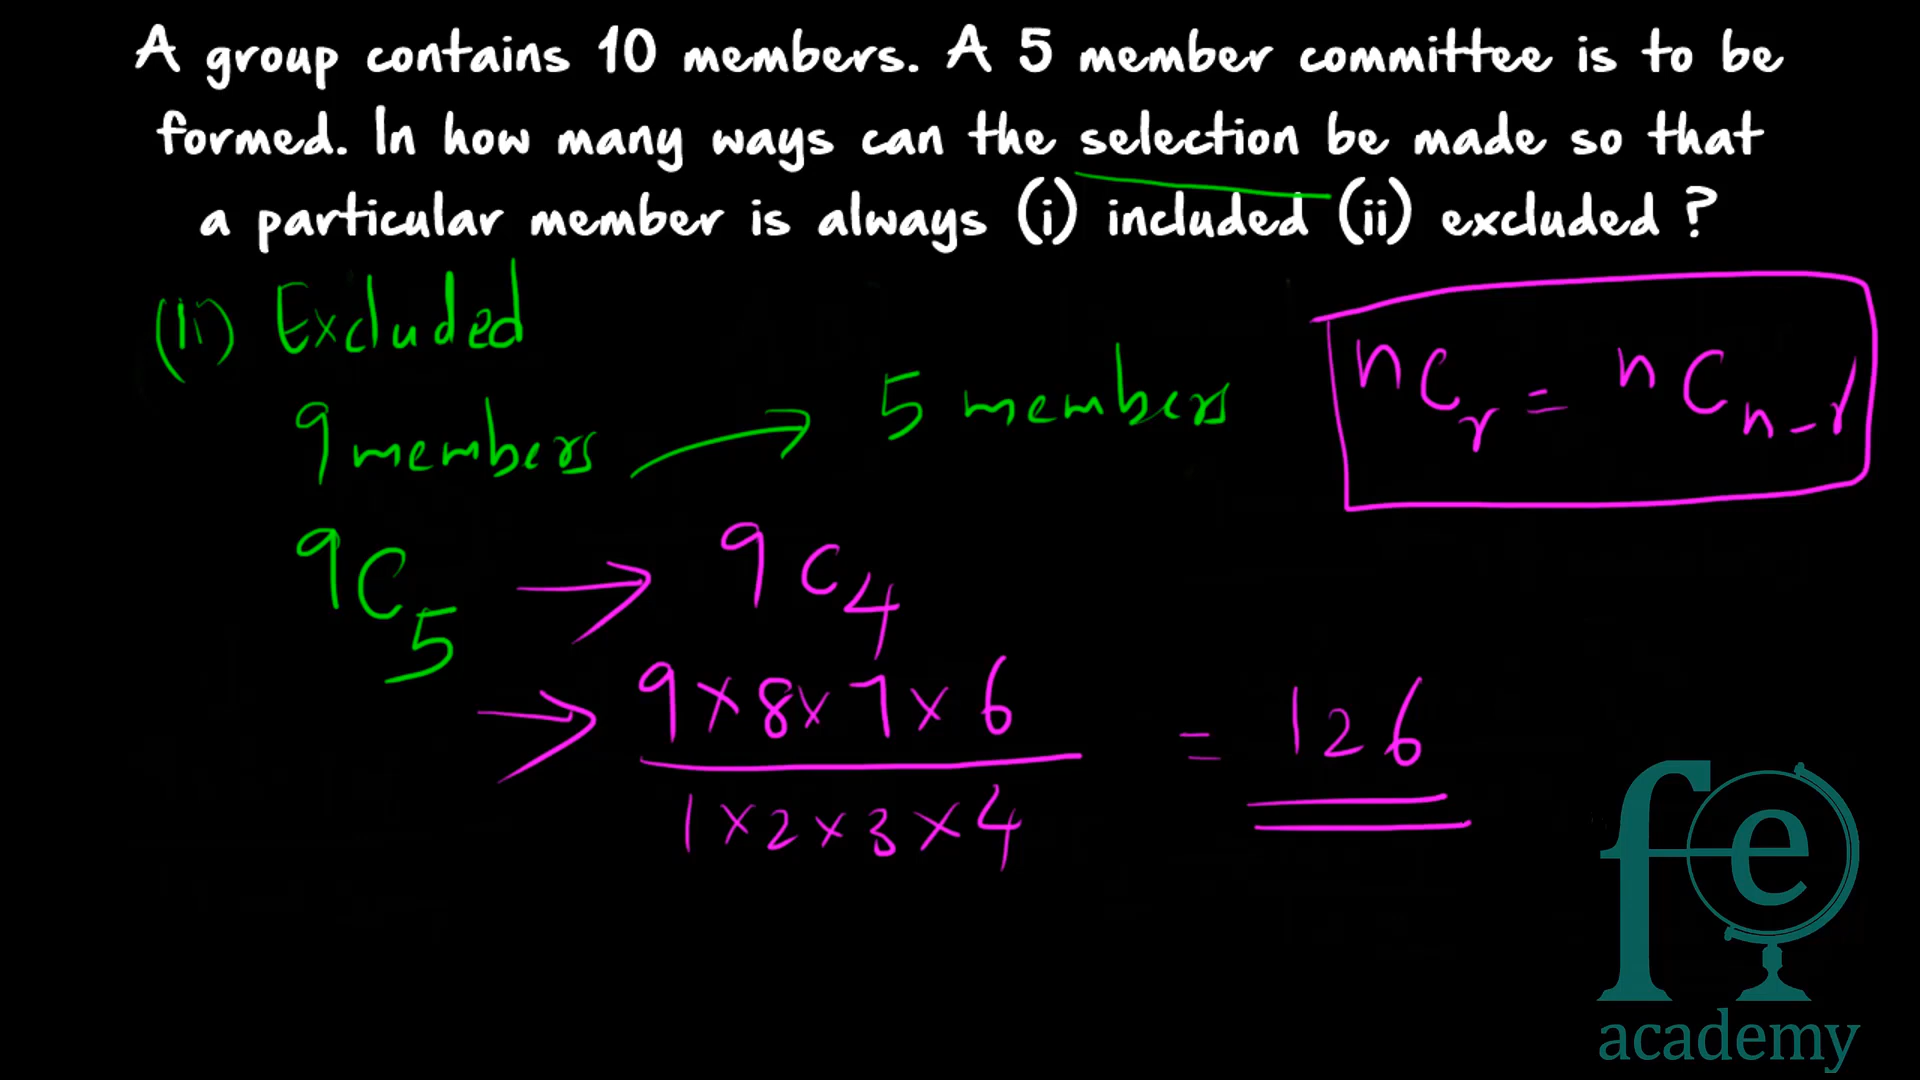 A group contains 10 members. A 5 member committee is to be
formed. In how many ways can the selection be made so that
a particular member is always (i) included (ii) excluded ?
(ii) Excluded
9 members → 5 members
nCr = nCn-r
9C5 → 9C4
→ 9×8×7×6
1×2×3×4
= 126
fe
academy